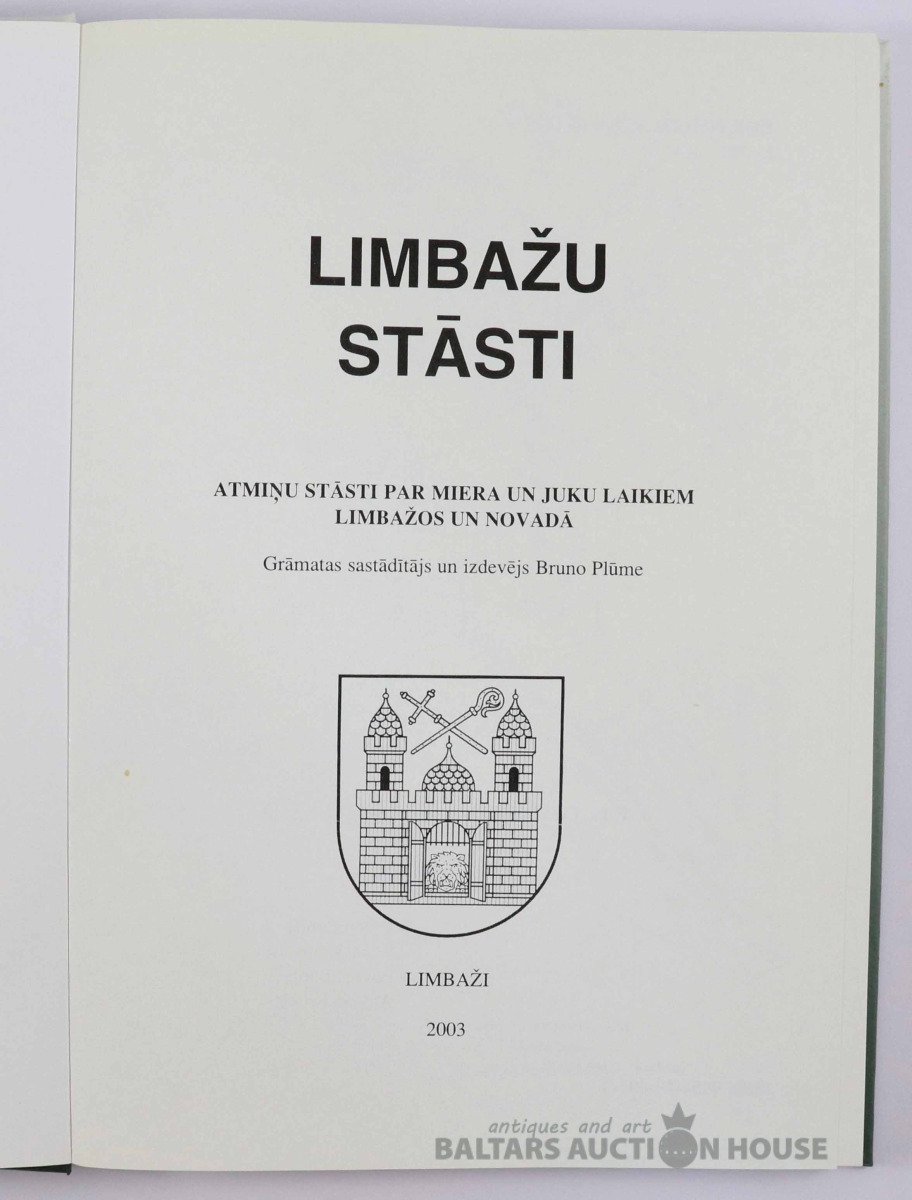 LIMBAŽU
STĀSTI
ATMIŅU STĀSTI PAR MIERA UN JUKU LAIKIEM
LIMBAŽOS UN NOVADĀ
Grāmatas sastādītājs un izdevējs Bruno Plūme
LIMBAŽI
2003
antiques and art
BALTARS AUCTION HOUSE